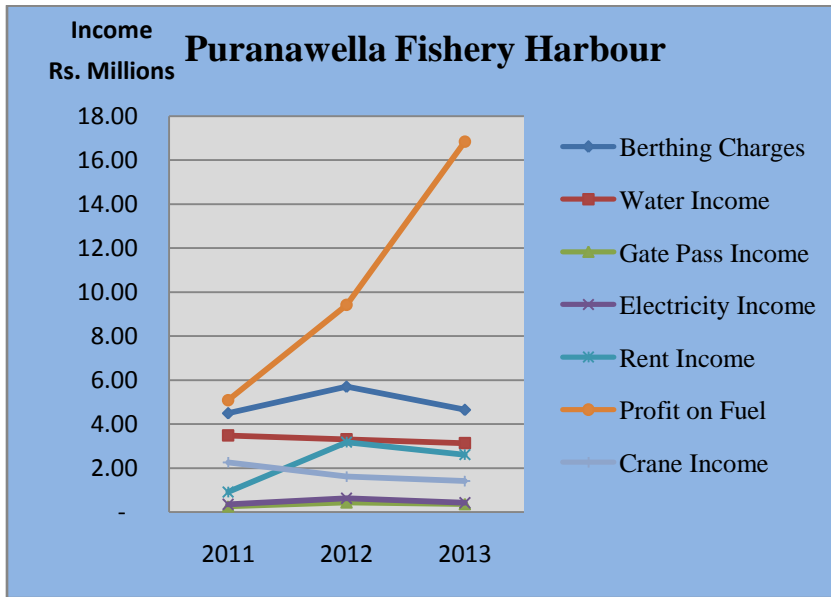 Income
Rs. Millions
Puranawella Fishery Harbour
18.00
16.00
14.00
12.00
10.00
8.00
6.00
4.00
2.00
-
2011 2012 2013
Berthing Charges
Water Income
Gate Pass Income
Electricity Income
Rent Income
Profit on Fuel
Crane Income